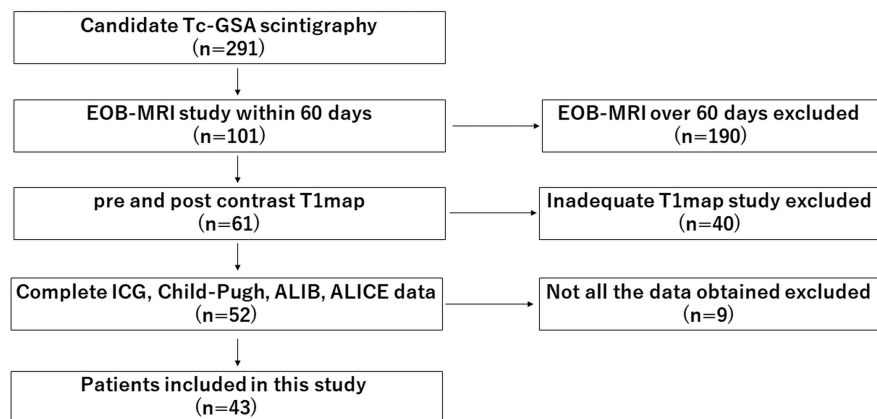 Candidate Tc-GSA scintigraphy
(n=291)
EOB-MRI study within 60 days
(n=101)
EOB-MRI over 60 days excluded
(n=190)
pre and post contrast T1map
(n=61)
Inadequate T1map study excluded
(n=40)
Complete ICG, Child-Pugh, ALIB, ALICE data
(n=52)
Not all the data obtained excluded
(n=9)
Patients included in this study
(n=43)